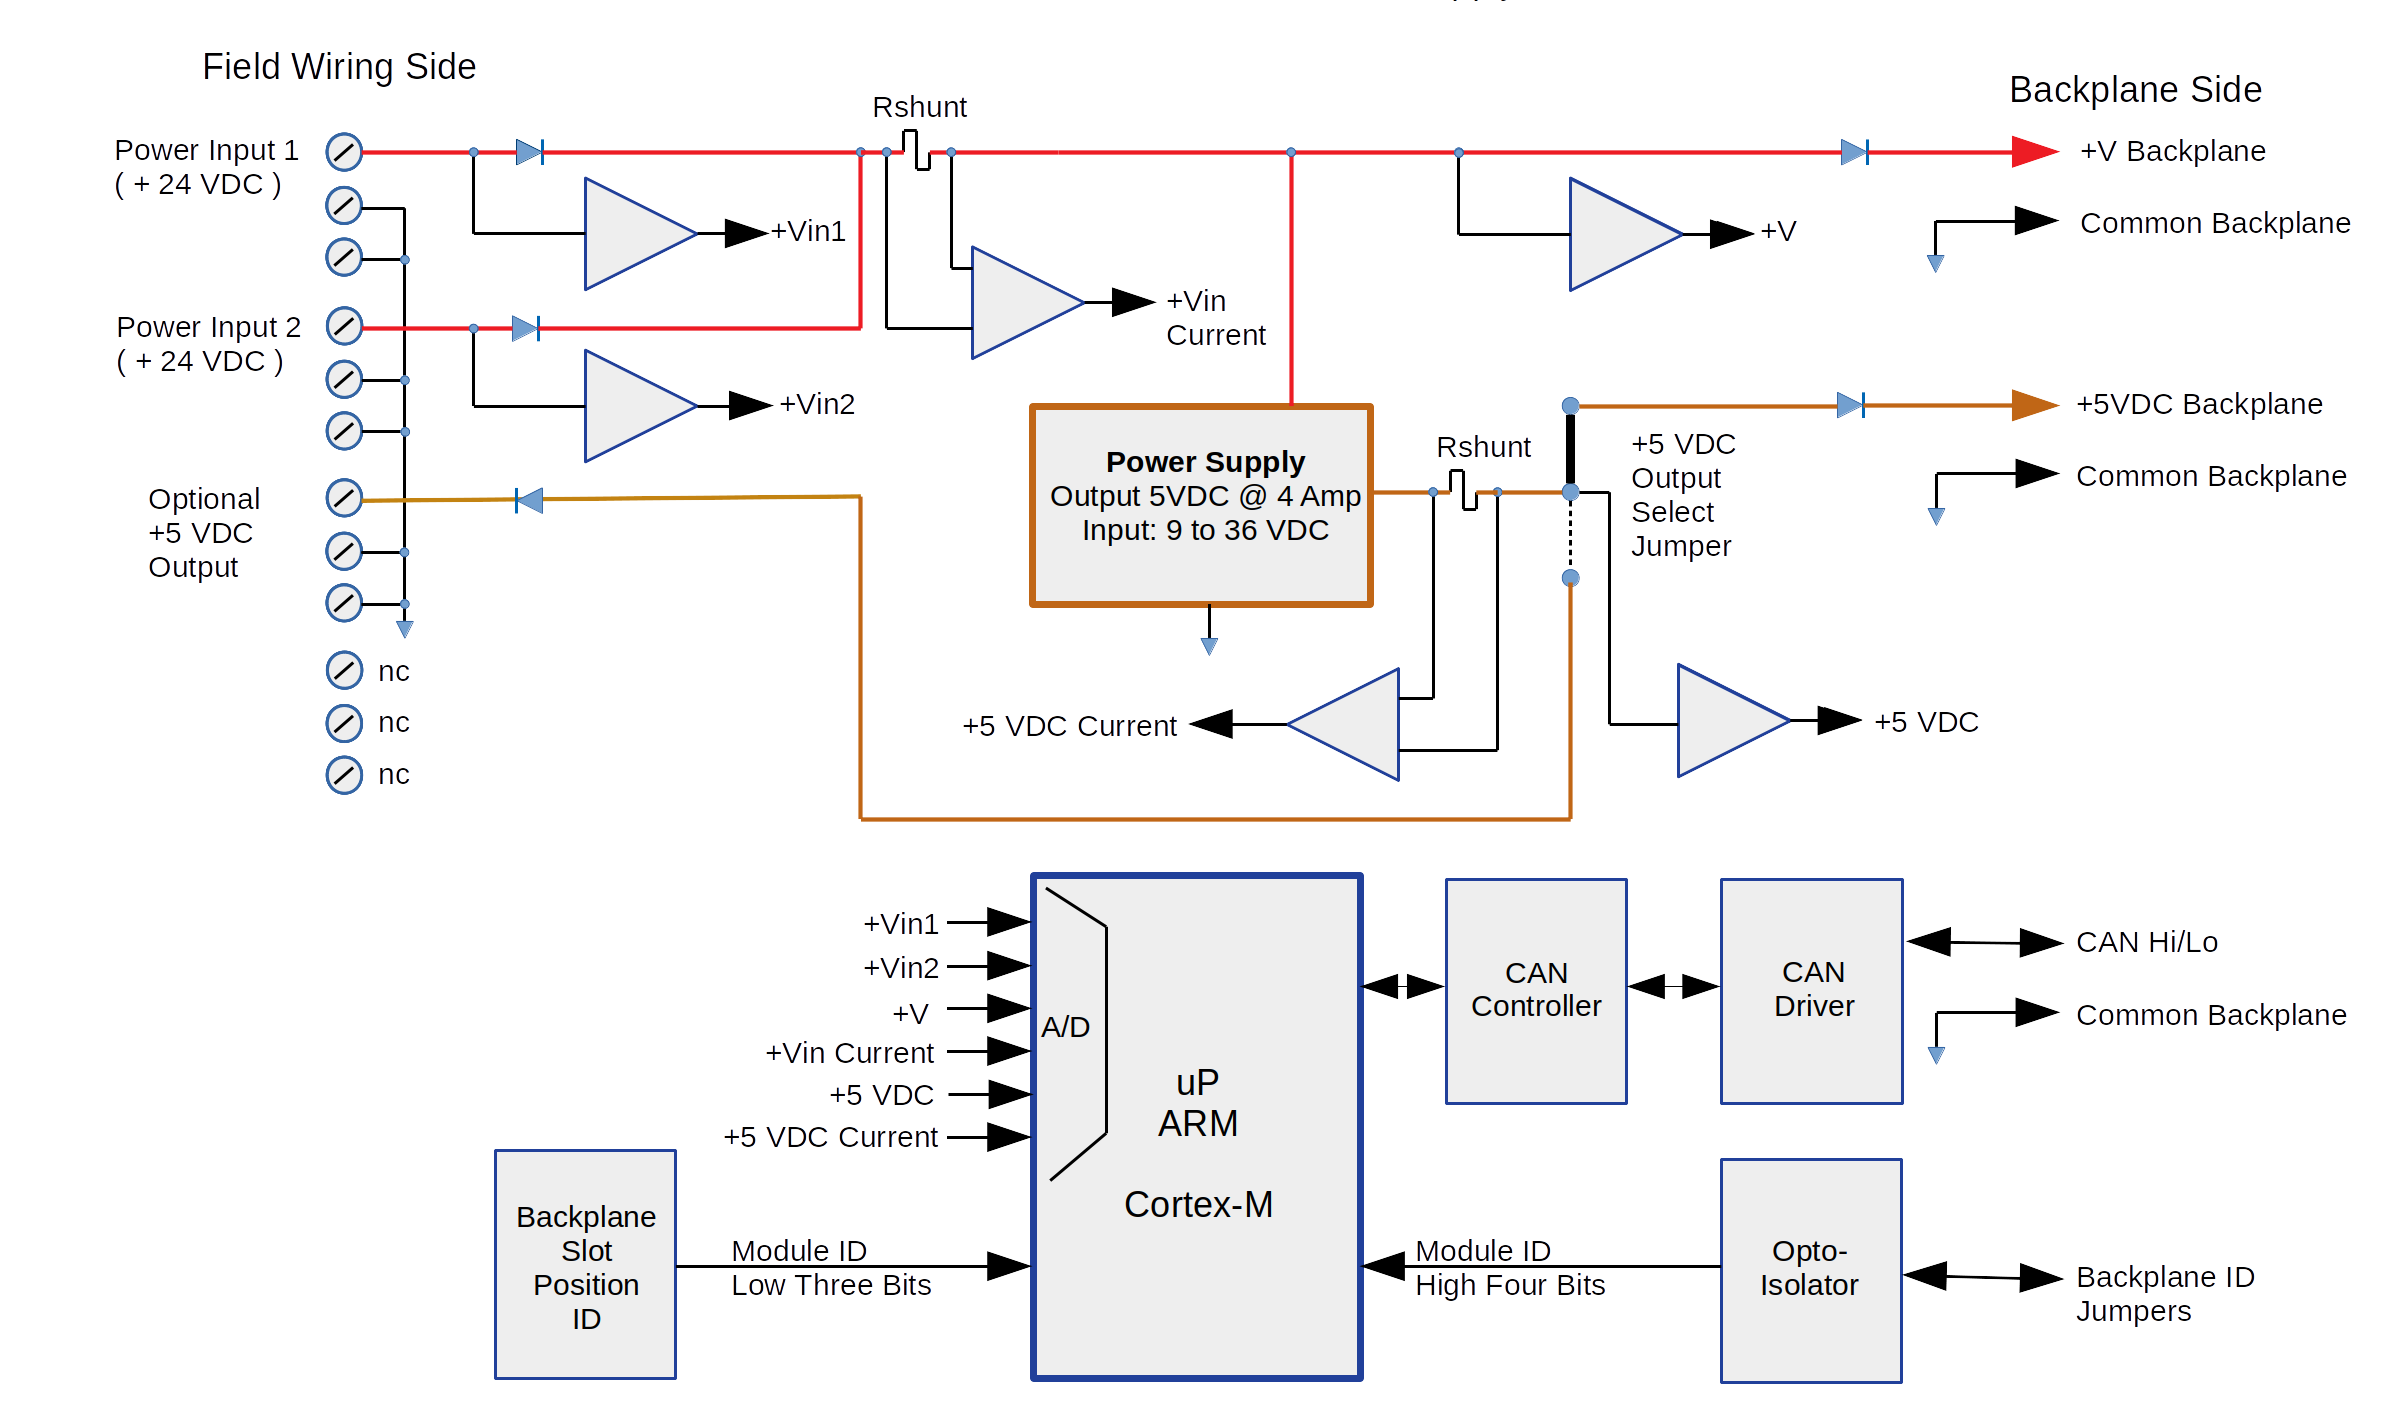 Field Wiring Side
Backplane Side
Rshunt
Power Input 1
( + 24 VDC )
+V Backplane
Common Backplane
+Vin1
+V
+Vin
Current
Power Input 2
( + 24 VDC )
+Vin2
+5VDC Backplane
Common Backplane
Rshunt
+5 VDC
Output
Select
Jumper
Power Supply
Output 5VDC @ 4 Amp
Input: 9 to 36 VDC
Optional
+5 VDC
Output
nc
nc
nc
+5 VDC Current
+5 VDC
+Vin1
+Vin2
+V
+Vin Current
+5 VDC
+5 VDC Current
A/D
uP
ARM
Cortex-M
CAN
Controller
CAN
Driver
CAN Hi/Lo
Common Backplane
Backplane
Slot
Position
ID
Module ID
Low Three Bits
Module ID
High Four Bits
Opto-
Isolator
Backplane ID
Jumpers